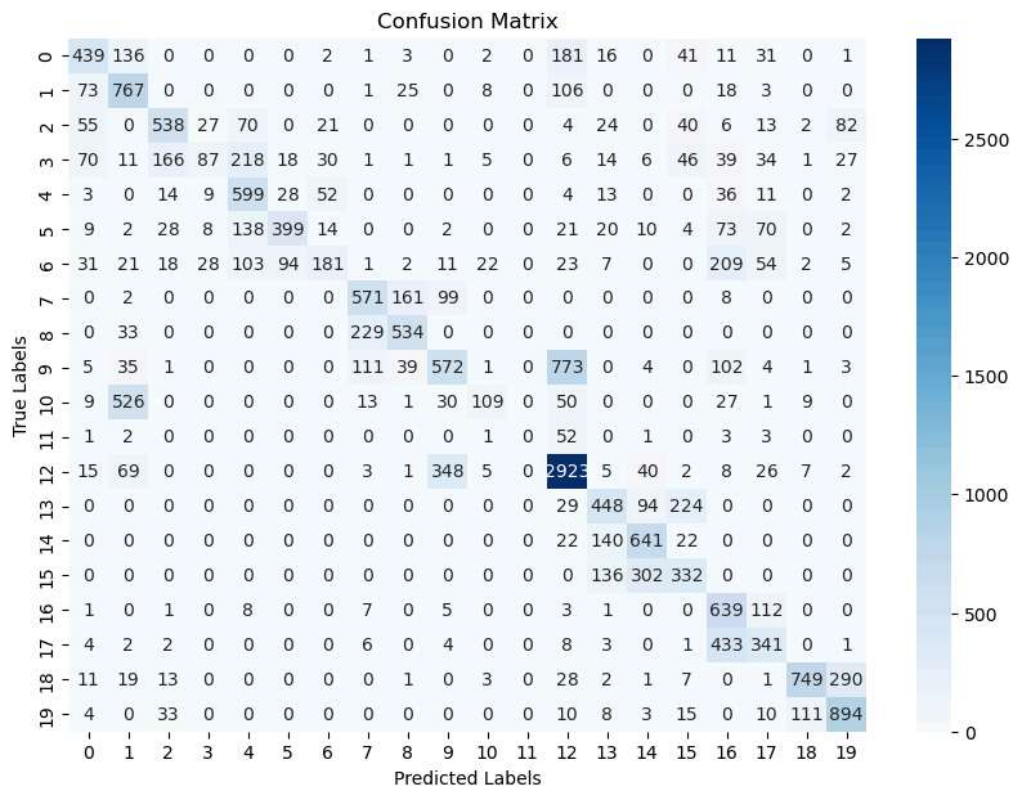 Confusion Matrix
0 439 136 0 0 0 0 2 1 3 0 2 0 181 16 0 41 11 31 0 1
1 73 767 0 0 0 0 0 1 25 0 8 0 106 0 0 0 18 3 0 0
2 55 0 538 27 70 0 21 0 0 0 0 0 4 24 0 40 6 13 2 82
3 70 11 166 87 218 18 30 1 1 1 5 0 6 14 6 46 39 34 1 27
4 3 0 14 9 599 28 52 0 0 0 0 0 4 13 0 0 36 11 0 2
5 9 2 28 8 138 399 14 0 0 2 0 0 21 20 10 4 73 70 0 2
6 31 21 18 28 103 94 181 1 2 11 22 0 23 7 0 0 209 54 2 5
7 0 2 0 0 0 0 0 571 161 99 0 0 0 0 0 0 8 0 0 0
8 0 33 0 0 0 0 0 229 534 0 0 0 0 0 0 0 0 0 0 0
9 5 35 1 0 0 0 0 111 39 572 1 0 773 0 4 0 102 4 1 3
10 9 526 0 0 0 0 0 13 1 30 109 0 50 0 0 0 27 1 9 0
11 1 2 0 0 0 0 0 0 0 0 1 0 52 0 1 0 3 3 0 0
12 15 69 0 0 0 0 0 3 1 348 5 0 2923 5 40 2 8 26 7 2
13 0 0 0 0 0 0 0 0 0 0 0 0 29 448 94 224 0 0 0 0
14 0 0 0 0 0 0 0 0 0 0 0 0 22 140 641 22 0 0 0 0
15 0 0 0 0 0 0 0 0 0 0 0 0 0 136 302 332 0 0 0 0
16 1 0 1 0 8 0 0 7 0 5 0 0 3 1 0 0 639 112 0 0
17 4 2 2 0 0 0 0 6 0 4 0 0 8 3 0 1 433 341 0 1
18 11 19 13 0 0 0 0 0 1 0 3 0 28 2 1 7 0 1 749 290
19 4 0 33 0 0 0 0 0 0 0 0 0 10 8 3 15 0 10 111 894
0 1 2 3 4 5 6 7 8 9 10 11 12 13 14 15 16 17 18 19
Predicted Labels
True Labels
2500
2000
1500
1000
500
0